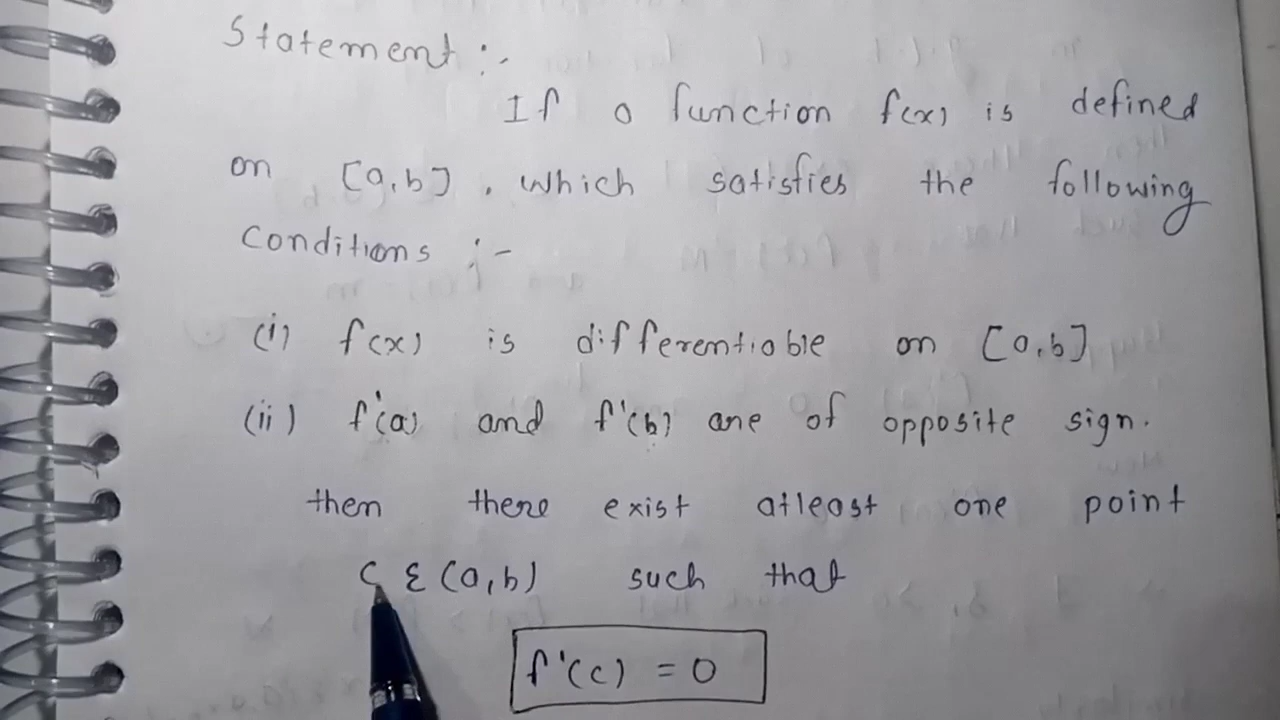 Statement :-
If a function f(x) is defined
on [a,b], which satisfies the following
Conditions ;-
(i) f(x) is differentiable on [a,b]
(ii) f'(a) and f'(b) are of opposite sign.
then there exist atleast one point
C ε (a,b) such that
f'(c) = 0